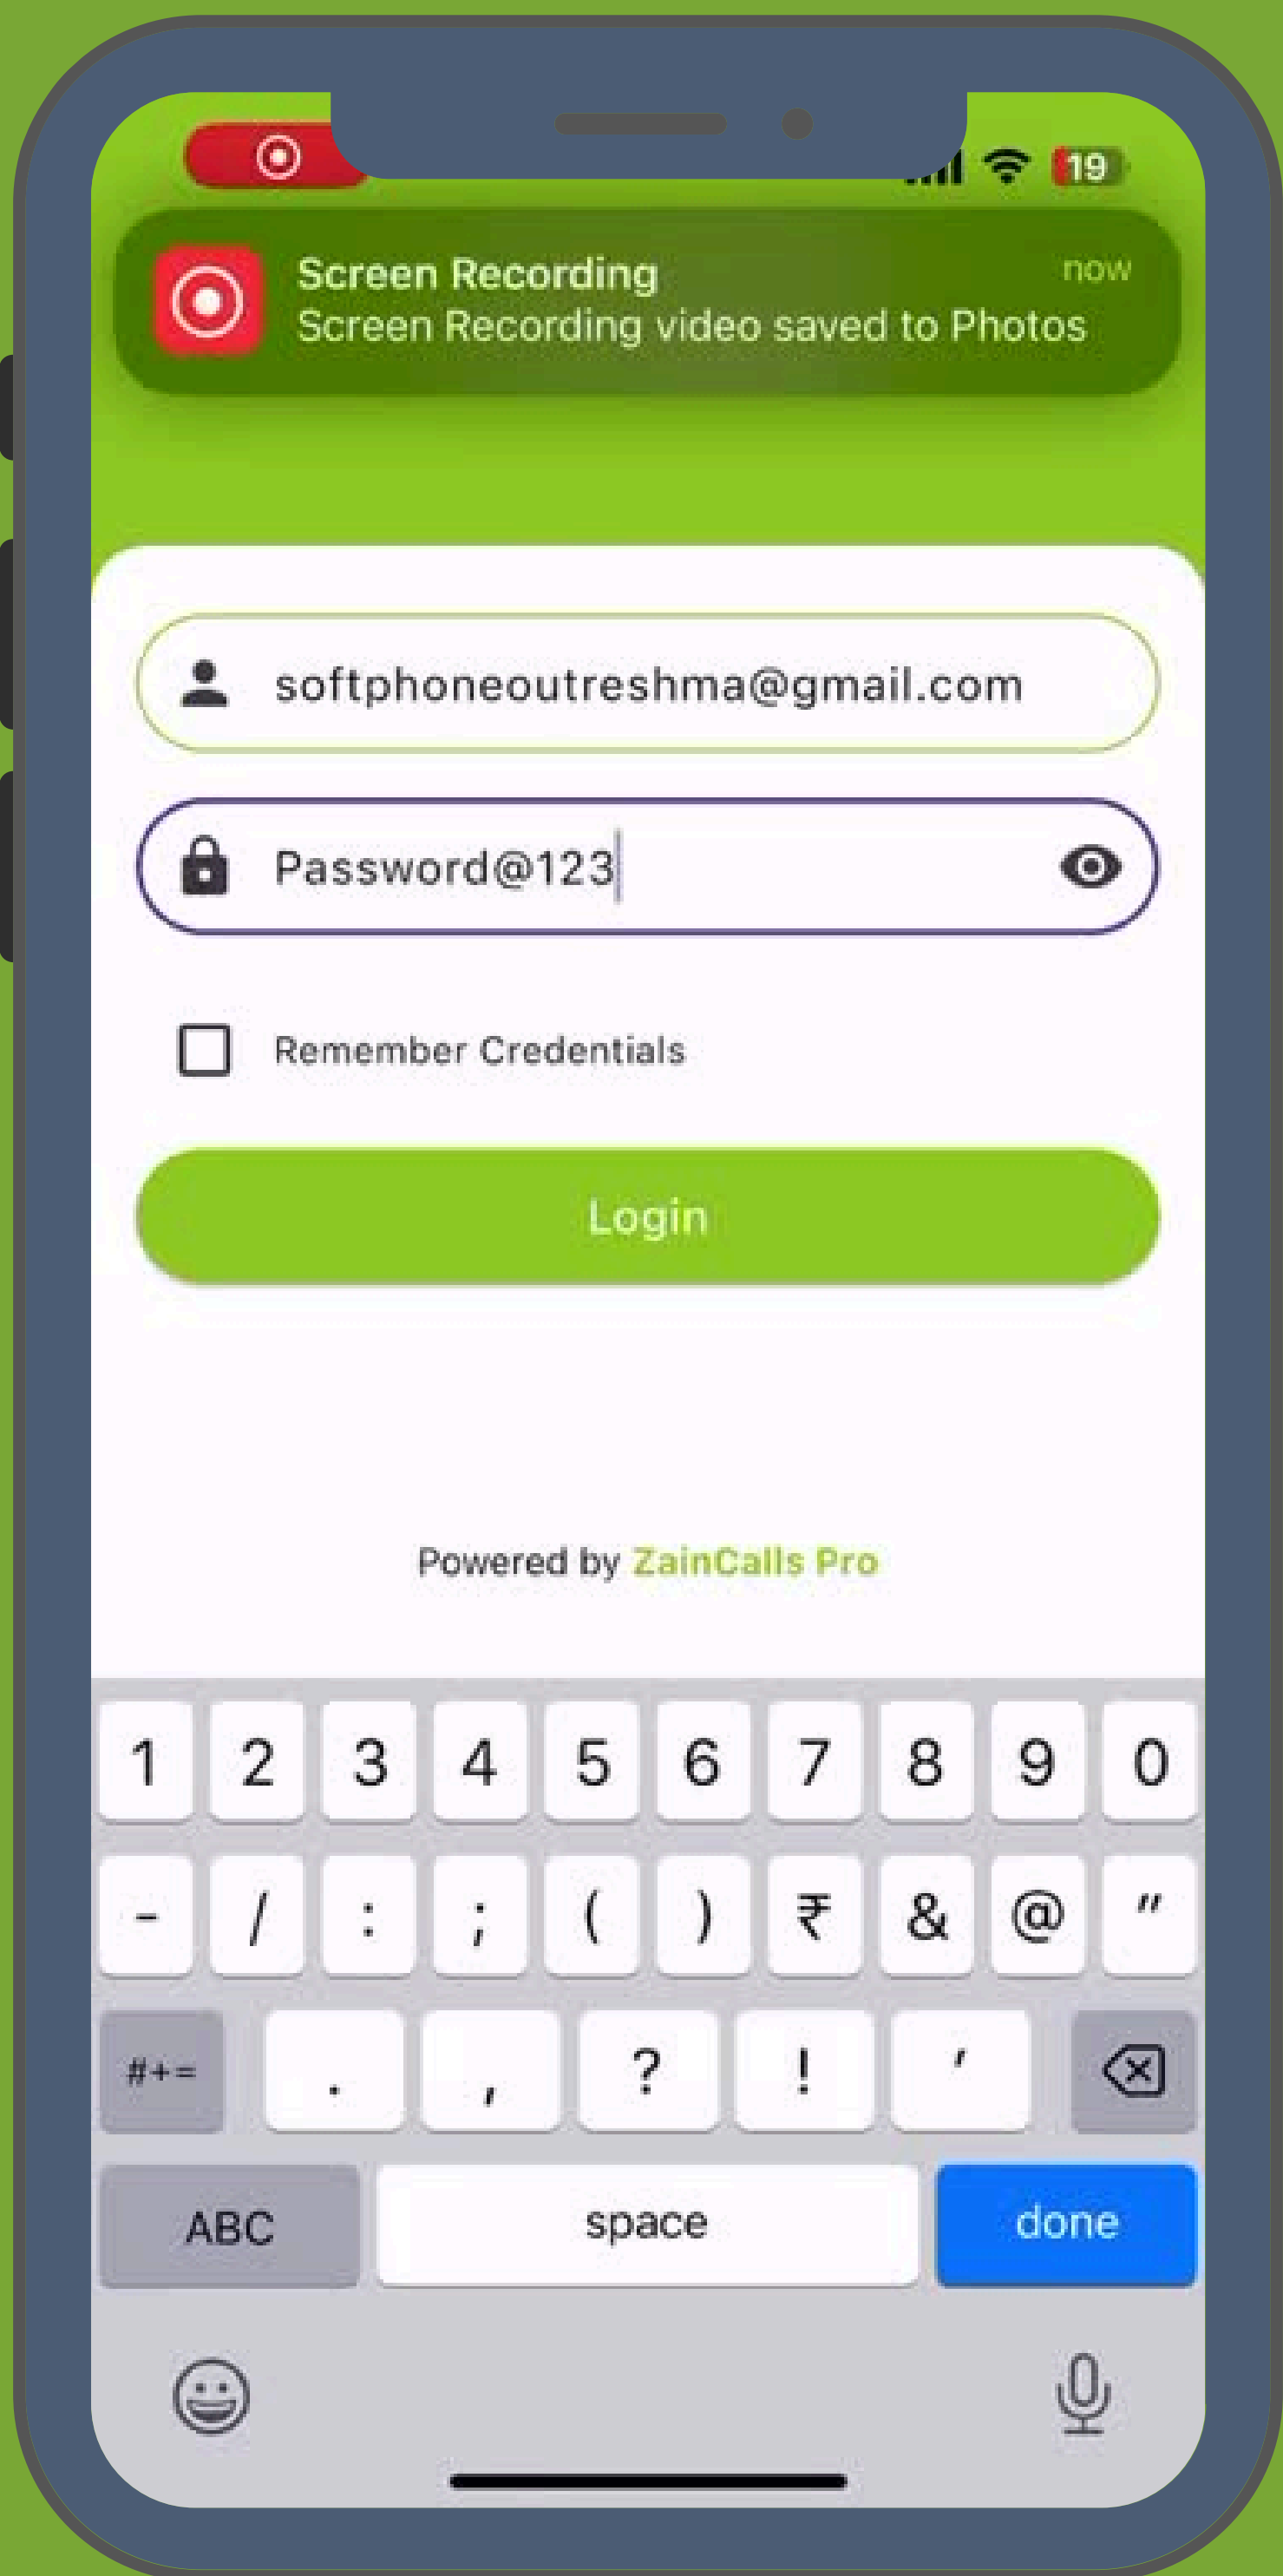 19
Screen Recording
now
Screen Recording video saved to Photos
softphoneoutreshma@gmail.com
Password@123
Remember Credentials
Login
Powered by ZainCalls Pro
1 2 3 4 5 6 7 8 9 0
- / : ; ( ) ₹ & @ "
#+= . , ? ! '
ABC space done